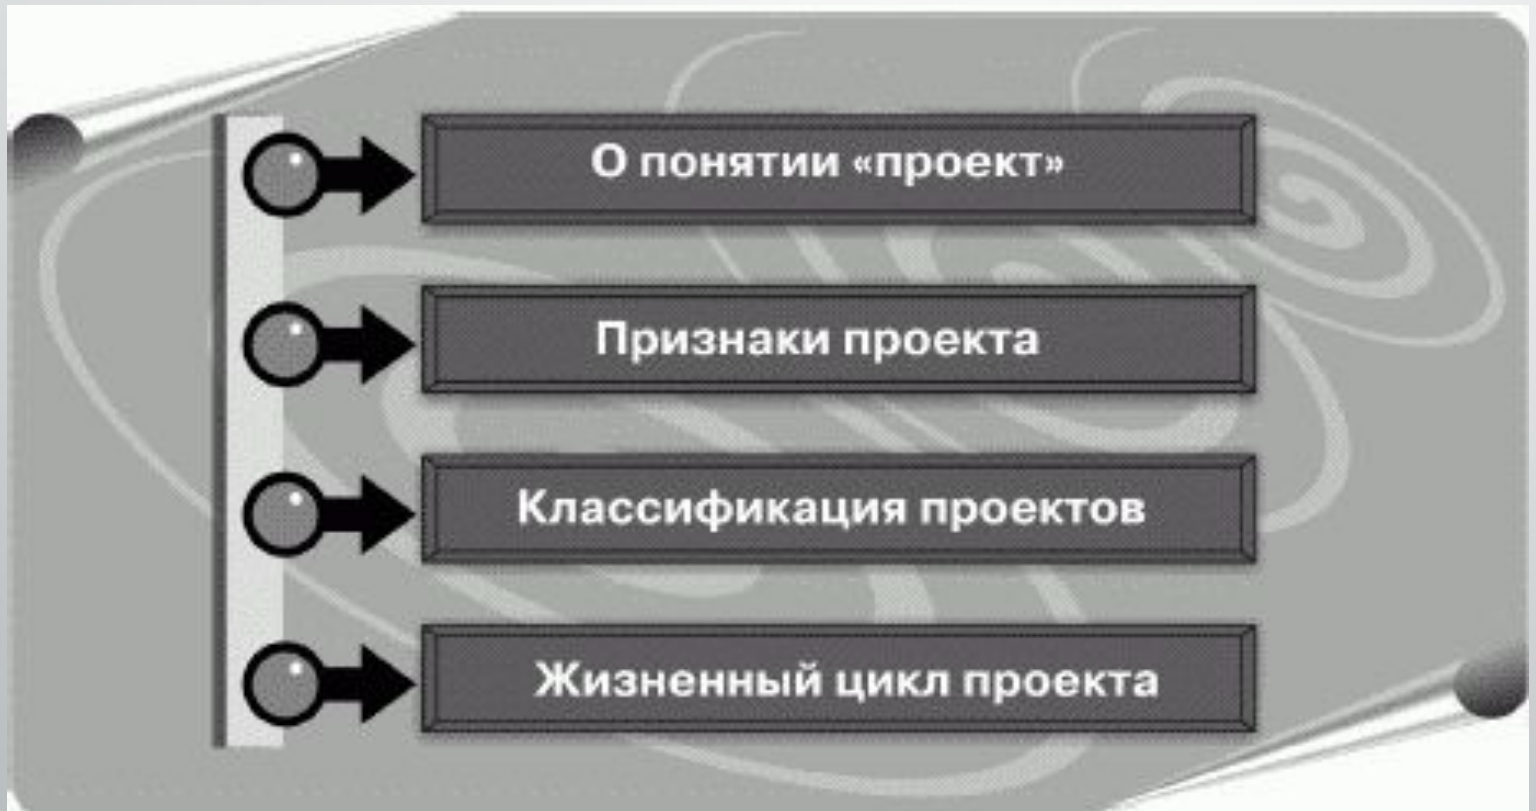 О понятии «проект»
Признаки проекта
Классификация проектов
Жизненный цикл проекта